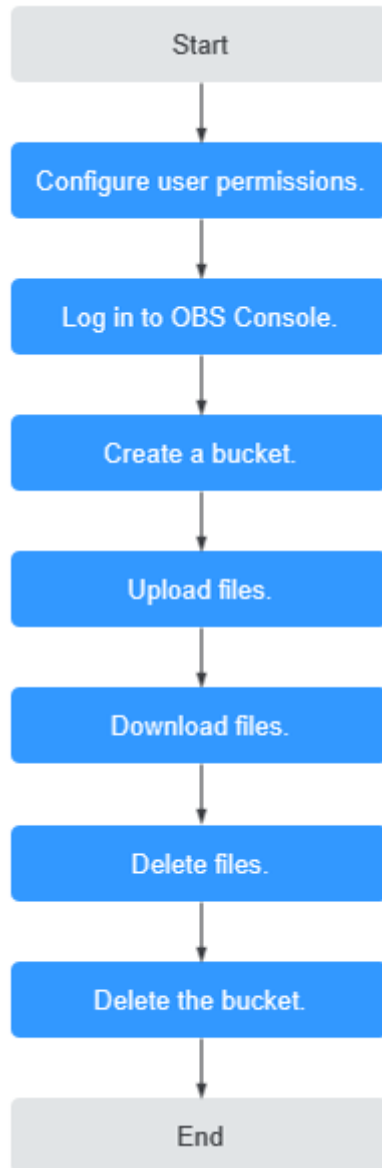 Start
Configure user permissions.
Log in to OBS Console.
Create a bucket.
Upload files.
Download files.
Delete files.
Delete the bucket.
End